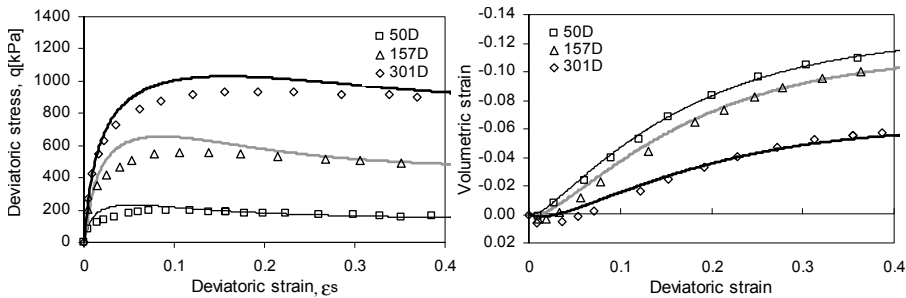 Deviatoric stress, q[kPa]
1400
1200
1000
800
600
400
200
0
50D
157D
301D
0 0.1 0.2 0.3 0.4
Deviatoric strain, εs
Volumetric strain
-0.14
-0.12
-0.10
-0.08
-0.06
-0.04
-0.02
0.00
0.02
50D
157D
301D
0 0.1 0.2 0.3 0.4
Deviatoric strain